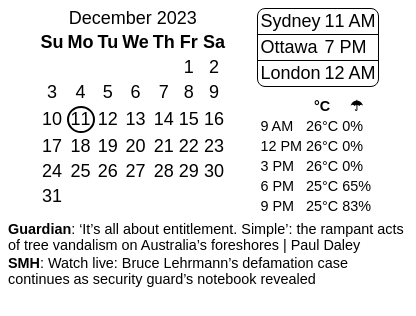 December 2023
Su Mo Tu We Th Fr Sa
1 2
3 4 5 6 7 8 9
10 11 12 13 14 15 16
17 18 19 20 21 22 23
24 25 26 27 28 29 30
31
Sydney 11 AM
Ottawa 7 PM
London 12 AM
°C ☂
9 AM 26°C 0%
12 PM 26°C 0%
3 PM 26°C 0%
6 PM 25°C 65%
9 PM 25°C 83%
Guardian: ‘It’s all about entitlement. Simple’: the rampant acts
of tree vandalism on Australia’s foreshores | Paul Daley
SMH: Watch live: Bruce Lehrmann’s defamation case
continues as security guard’s notebook revealed